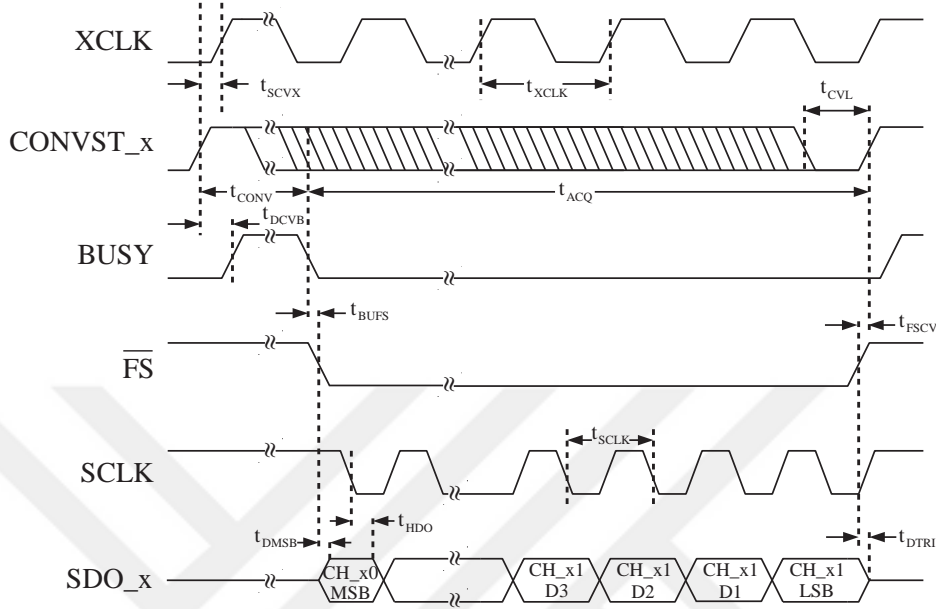 XCLK
t_SCVX
t_XCLK
t_CVL
CONVST_x
t_CONV
t_ACQ
t_DCVB
BUSY
t_BUFS
t_FSCV
FS
t_SCLK
SCLK
t_HDO
t_DMSB
t_DTRI
SDO_x
CH_x0 MSB
CH_x1 D3
CH_x1 D2
CH_x1 D1
CH_x1 LSB